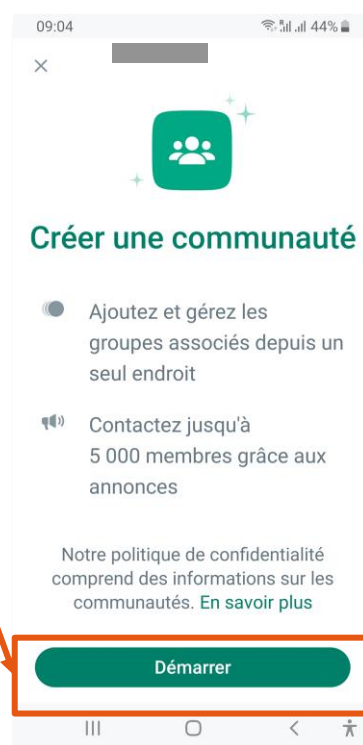 09:04 44%
Créer une communauté
Ajoutez et gérez les
groupes associés depuis un
seul endroit
Contactez jusqu'à
5 000 membres grâce aux
annonces
Notre politique de confidentialité
comprend des informations sur les
communautés. En savoir plus
Démarrer